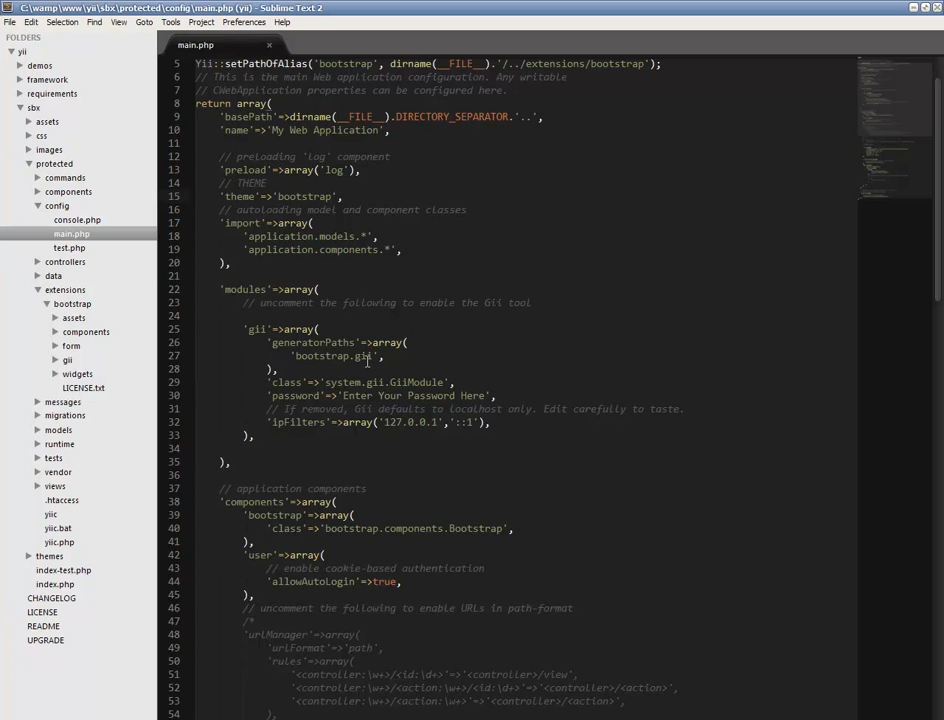 C:\wamp\www\yii\sbx\protected\config\main.php (yii) - Sublime Text 2
File Edit Selection Find View Goto Tools Project Preferences Help
FOLDERS
yii
demos
framework
requirements
sbx
assets
css
images
protected
commands
components
config
console.php
main.php
test.php
controllers
data
extensions
bootstrap
assets
components
form
gii
widgets
LICENSE.txt
messages
migrations
models
runtime
tests
vendor
views
.htaccess
yiic
yiic.bat
yiic.php
themes
index-test.php
index.php
CHANGELOG
LICENSE
README
UPGRADE
main.php ×
5 Yii::setPathOfAlias('bootstrap', dirname(__FILE__).'/../extensions/bootstrap');
6 // This is the main Web application configuration. Any writable
7 // CWebApplication properties can be configured here.
8 return array(
9 'basePath'=>dirname(__FILE__).DIRECTORY_SEPARATOR.'..',
10 'name'=>'My Web Application',
11
12 // preloading 'log' component
13 'preload'=>array('log'),
14 // THEME
15 'theme'=>'bootstrap',
16 // autoloading model and component classes
17 'import'=>array(
18 'application.models.*',
19 'application.components.*',
20 ),
21
22 'modules'=>array(
23 // uncomment the following to enable the Gii tool
24
25 'gii'=>array(
26 'generatorPaths'=>array(
27 'bootstrap.gii',
28 ),
29 'class'=>'system.gii.GiiModule',
30 'password'=>'Enter Your Password Here',
31 // If removed, Gii defaults to localhost only. Edit carefully to taste.
32 'ipFilters'=>array('127.0.0.1','::1'),
33 ),
34
35 ),
36
37 // application components
38 'components'=>array(
39 'bootstrap'=>array(
40 'class'=>'bootstrap.components.Bootstrap',
41 ),
42 'user'=>array(
43 // enable cookie-based authentication
44 'allowAutoLogin'=>true,
45 ),
46 // uncomment the following to enable URLs in path-format
47 /*
48 'urlManager'=>array(
49 'urlFormat'=>'path',
50 'rules'=>array(
51 '<controller:\w+>/<id:\d+>'=>'<controller>/view',
52 '<controller:\w+>/<action:\w+>/<id:\d+>'=>'<controller>/<action>',
53 '<controller:\w+>/<action:\w+>'=>'<controller>/<action>',
54 ),